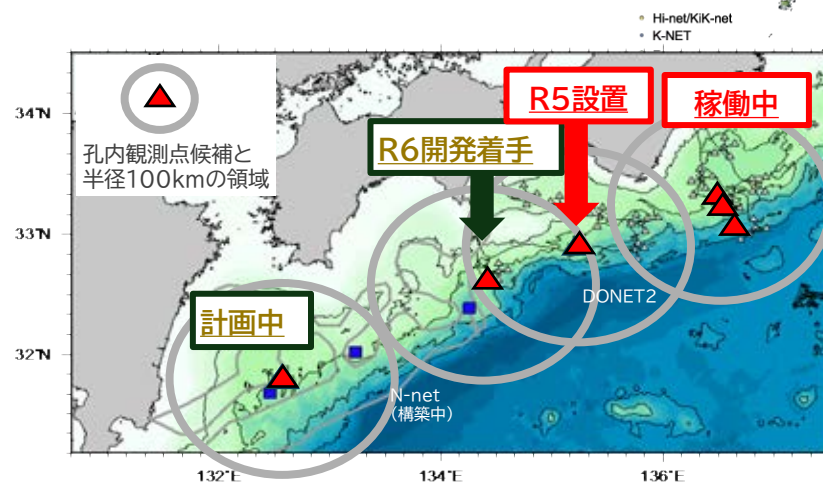 Hi-net/KiK-net
K-NET
34°N
33°N
32°N
孔内観測点候補と
半径100kmの領域
R5設置
稼働中
R6開発着手
計画中
DONET2
N-net
(構築中)
132°E
134°E
136°E